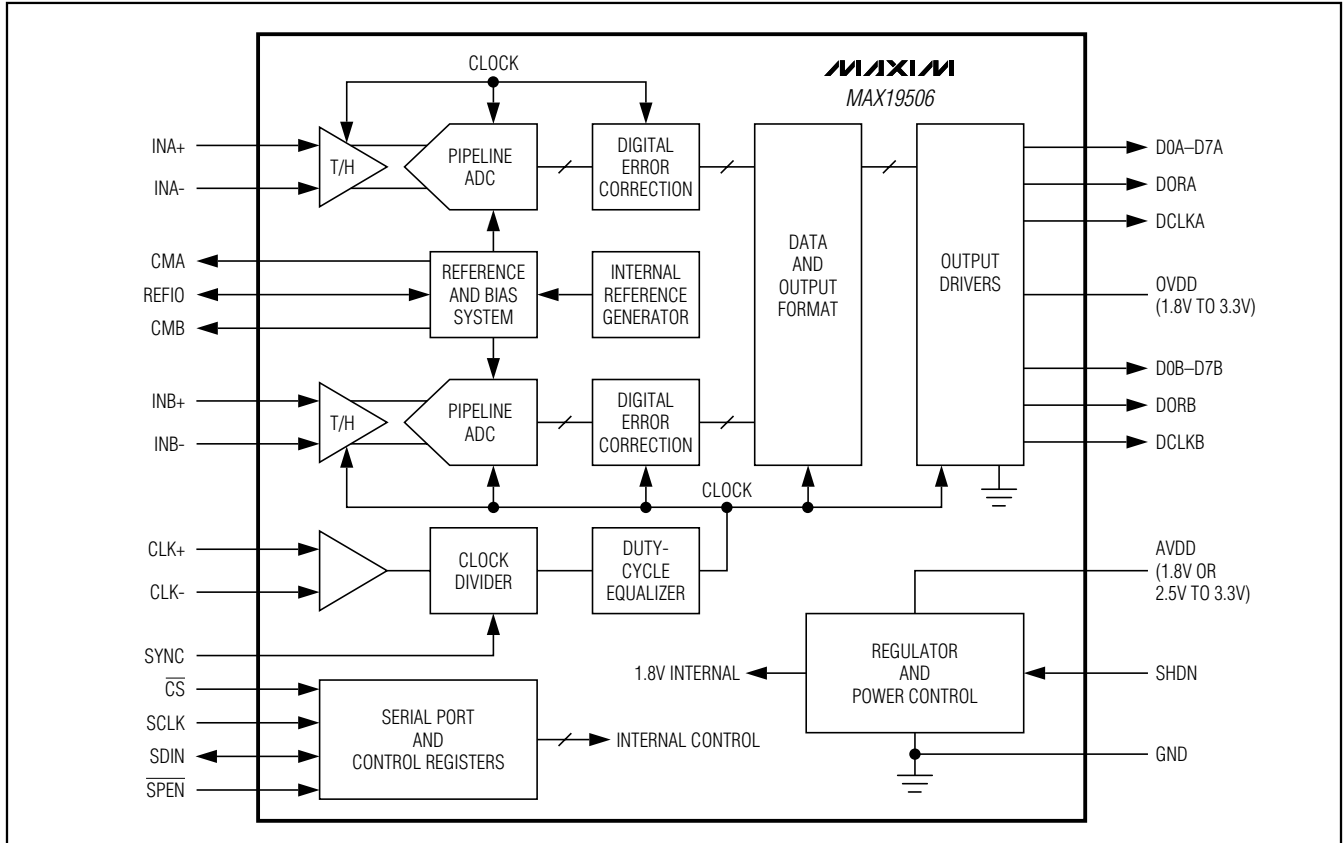 CLOCK
MAXIM
MAX19506
INA+
INA-
T/H
PIPELINE
ADC
DIGITAL
ERROR
CORRECTION
DATA
AND
OUTPUT
FORMAT
OUTPUT
DRIVERS
D0A–D7A
DORA
DCLKA
CMA
REFIO
CMB
REFERENCE
AND BIAS
SYSTEM
INTERNAL
REFERENCE
GENERATOR
OVDD
(1.8V TO 3.3V)
INB+
INB-
T/H
PIPELINE
ADC
DIGITAL
ERROR
CORRECTION
D0B–D7B
DORB
DCLKB
CLOCK
CLK+
CLK-
CLOCK
DIVIDER
DUTY-
CYCLE
EQUALIZER
AVDD
(1.8V OR
2.5V TO 3.3V)
SYNC
1.8V INTERNAL
REGULATOR
AND
POWER CONTROL
SHDN
GND
C̅S̅
SCLK
SDIN
S̅P̅E̅N̅
SERIAL PORT
AND
CONTROL REGISTERS
INTERNAL CONTROL